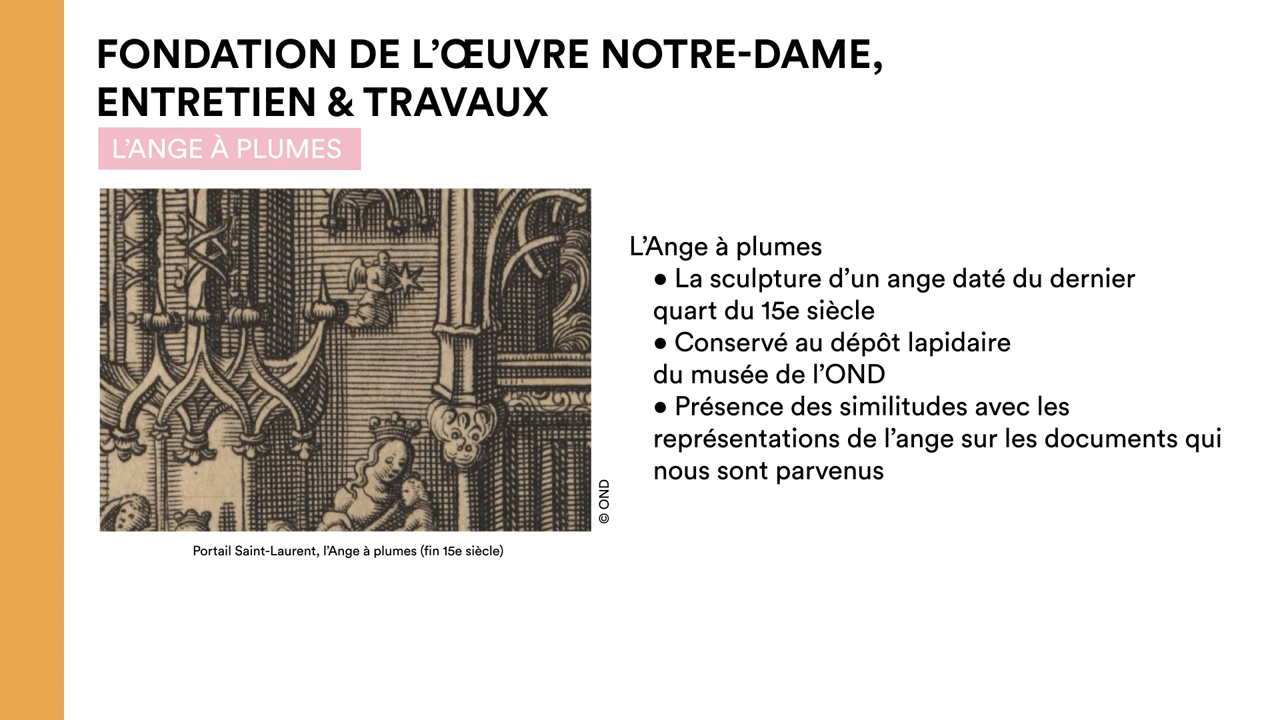 FONDATION DE L’ŒUVRE NOTRE-DAME,
ENTRETIEN & TRAVAUX
L’ANGE À PLUMES
L’Ange à plumes
● La sculpture d’un ange daté du dernier
quart du 15e siècle
● Conservé au dépôt lapidaire
du musée de l’OND
● Présence des similitudes avec les
représentations de l’ange sur les documents qui
nous sont parvenus
© OND
Portail Saint-Laurent, l’Ange à plumes (fin 15e siècle)